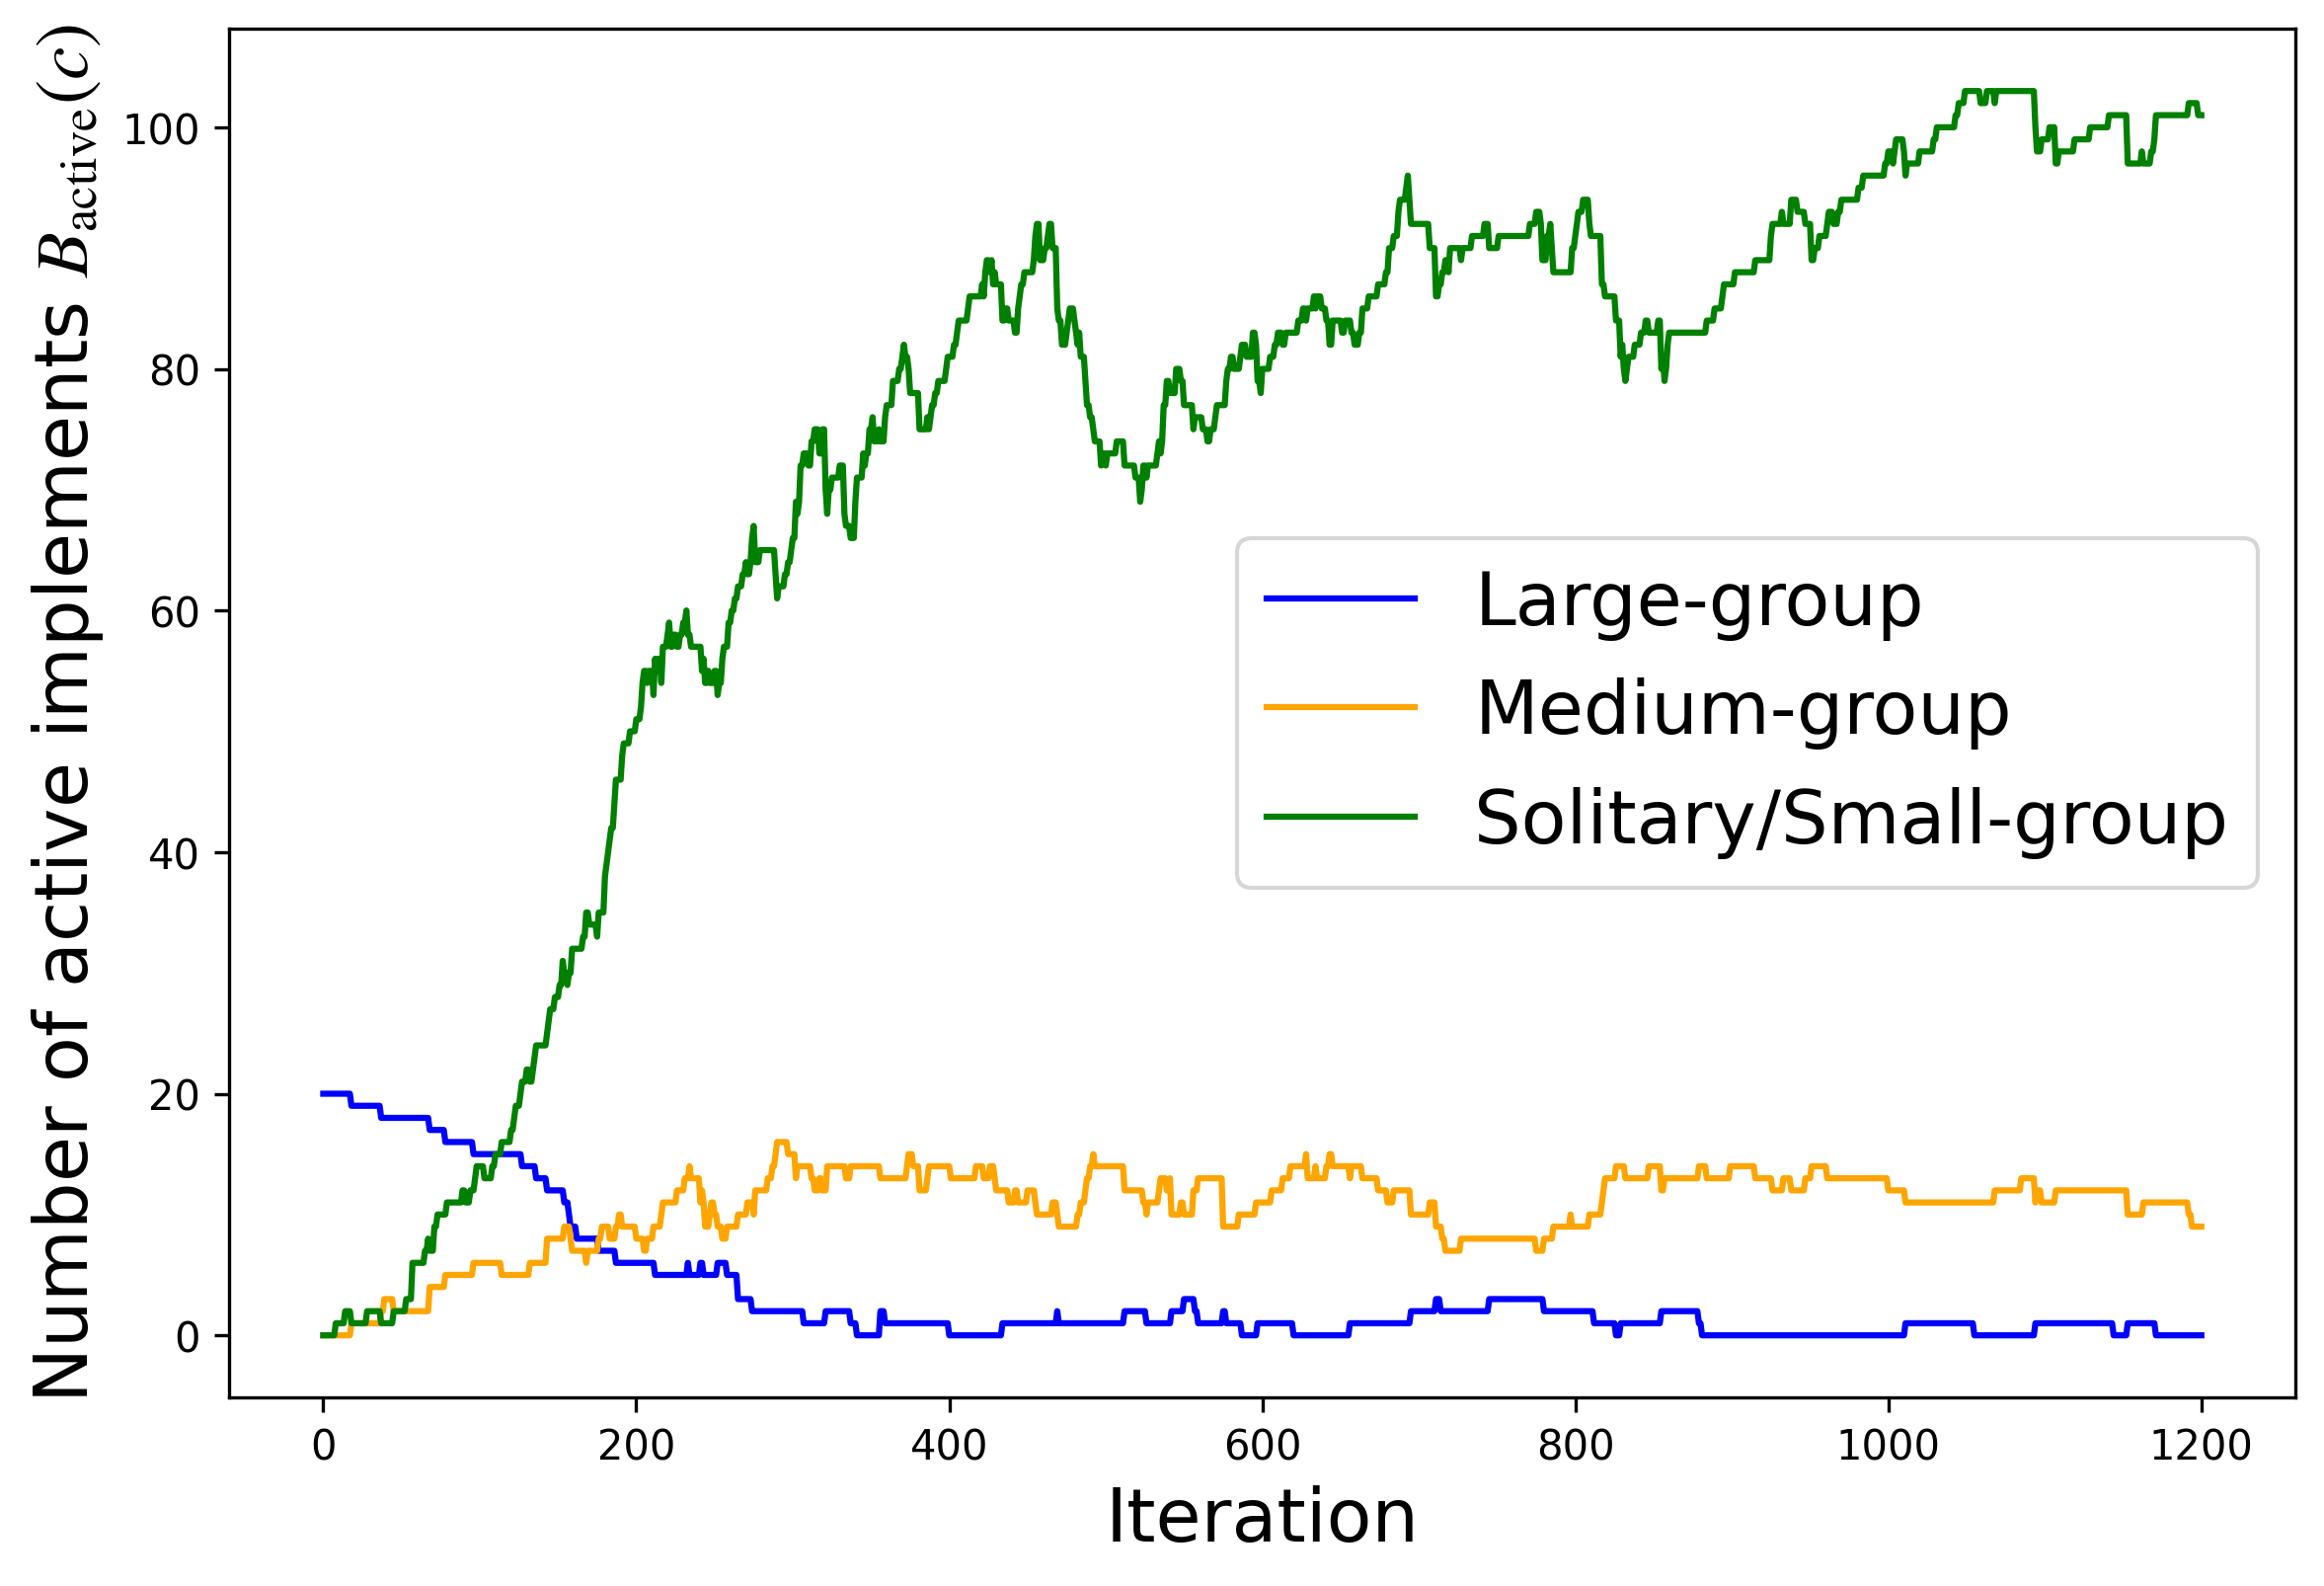 Number of active implements B_active(c)
100
80
60
40
20
0
Large-group
Medium-group
Solitary/Small-group
0 200 400 600 800 1000 1200
Iteration